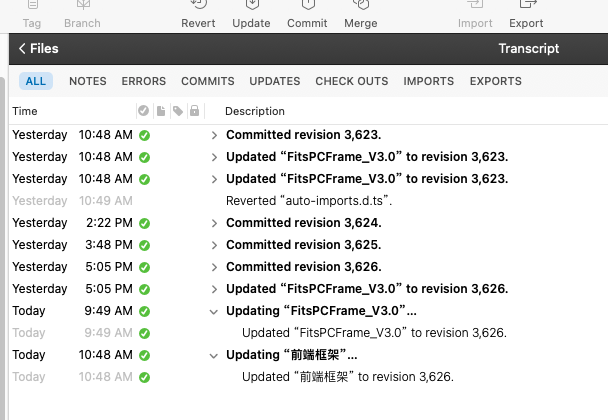 Tag Branch Revert Update Commit Merge Import Export
Files Transcript
ALL NOTES ERRORS COMMITS UPDATES CHECK OUTS IMPORTS EXPORTS
Time Description
Yesterday 10:48 AM Committed revision 3,623.
Yesterday 10:48 AM Updated “FitsPCFrame_V3.0” to revision 3,623.
Yesterday 10:48 AM Updated “FitsPCFrame_V3.0” to revision 3,623.
Yesterday 10:49 AM Reverted “auto-imports.d.ts”.
Yesterday 2:22 PM Committed revision 3,624.
Yesterday 3:48 PM Committed revision 3,625.
Yesterday 5:05 PM Committed revision 3,626.
Yesterday 5:05 PM Updated “FitsPCFrame_V3.0” to revision 3,626.
Today 9:49 AM Updating “FitsPCFrame_V3.0”...
Today 9:49 AM Updated “FitsPCFrame_V3.0” to revision 3,626.
Today 10:48 AM Updating “前端框架”...
Today 10:48 AM Updated “前端框架” to revision 3,626.